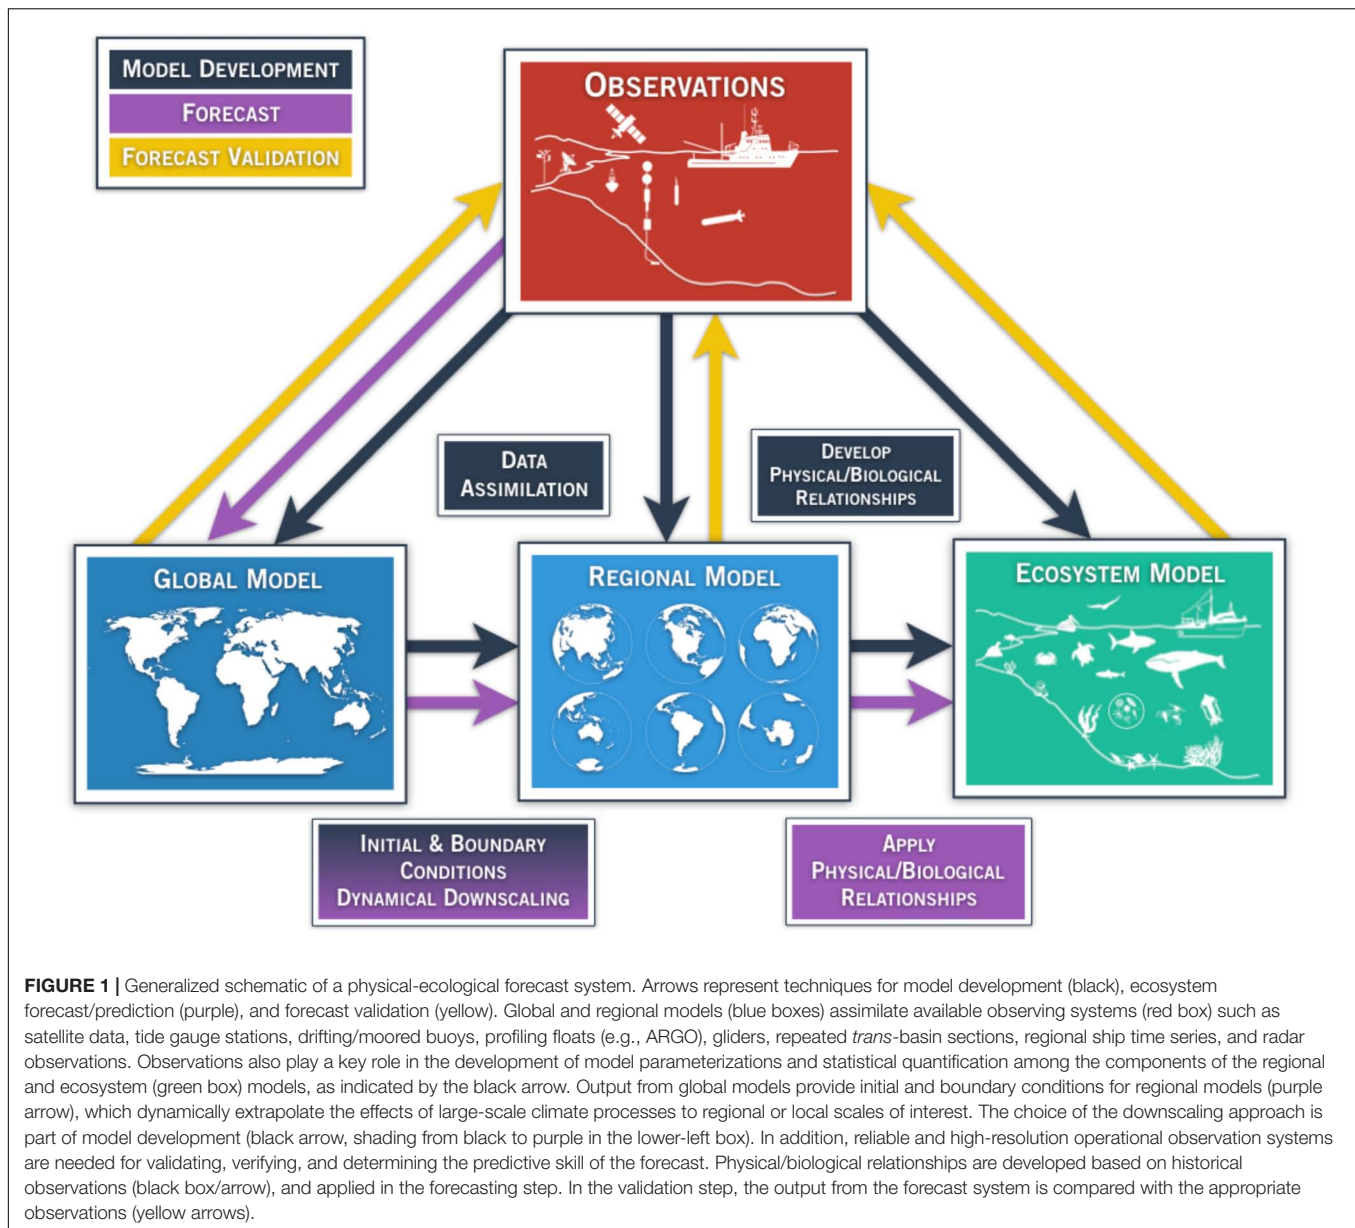 MODEL DEVELOPMENT
FORECAST
FORECAST VALIDATION
OBSERVATIONS
DATA
ASSIMILATION
DEVELOP
PHYSICAL/BIOLOGICAL
RELATIONSHIPS
GLOBAL MODEL
REGIONAL MODEL
ECOSYSTEM MODEL
INITIAL & BOUNDARY
CONDITIONS
DYNAMICAL DOWNSCALING
APPLY
PHYSICAL/BIOLOGICAL
RELATIONSHIPS
FIGURE 1 | Generalized schematic of a physical-ecological forecast system. Arrows represent techniques for model development (black), ecosystem
forecast/prediction (purple), and forecast validation (yellow). Global and regional models (blue boxes) assimilate available observing systems (red box) such as
satellite data, tide gauge stations, drifting/moored buoys, profiling floats (e.g., ARGO), gliders, repeated trans-basin sections, regional ship time series, and radar
observations. Observations also play a key role in the development of model parameterizations and statistical quantification among the components of the regional
and ecosystem (green box) models, as indicated by the black arrow. Output from global models provide initial and boundary conditions for regional models (purple
arrow), which dynamically extrapolate the effects of large-scale climate processes to regional or local scales of interest. The choice of the downscaling approach is
part of model development (black arrow, shading from black to purple in the lower-left box). In addition, reliable and high-resolution operational observation systems
are needed for validating, verifying, and determining the predictive skill of the forecast. Physical/biological relationships are developed based on historical
observations (black box/arrow), and applied in the forecasting step. In the validation step, the output from the forecast system is compared with the appropriate
observations (yellow arrows).